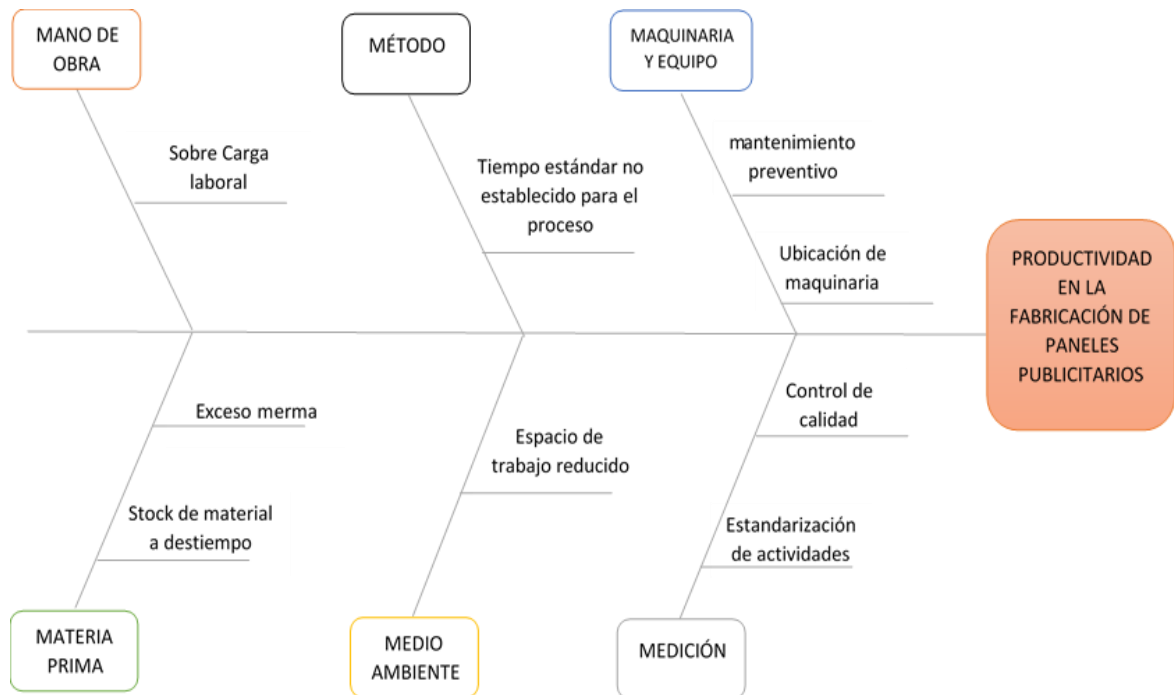 MANO DE
OBRA
MÉTODO
MAQUINARIA
Y EQUIPO
Sobre Carga
laboral
Tiempo estándar no
establecido para el
proceso
mantenimiento
preventivo
Ubicación de
maquinaria
PRODUCTIVIDAD
EN LA
FABRICACIÓN DE
PANELES
PUBLICITARIOS
Exceso merma
Stock de material
a destiempo
Espacio de
trabajo reducido
Control de
calidad
Estandarización
de actividades
MATERIA
PRIMA
MEDIO
AMBIENTE
MEDICIÓN